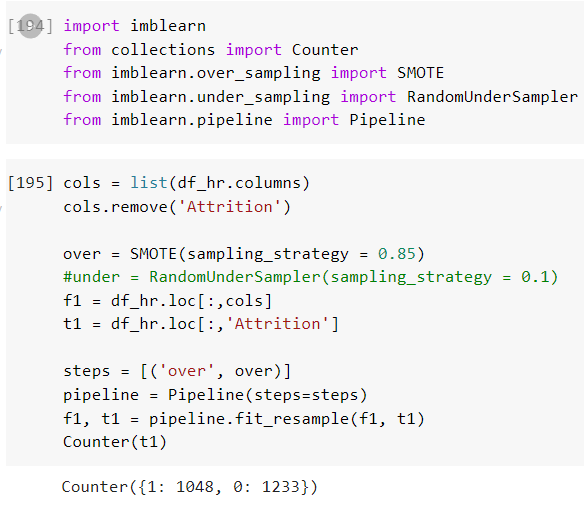 [194] import imblearn
from collections import Counter
from imblearn.over_sampling import SMOTE
from imblearn.under_sampling import RandomUnderSampler
from imblearn.pipeline import Pipeline
[195] cols = list(df_hr.columns)
cols.remove('Attrition')
over = SMOTE(sampling_strategy = 0.85)
#under = RandomUnderSampler(sampling_strategy = 0.1)
f1 = df_hr.loc[:,cols]
t1 = df_hr.loc[:,'Attrition']
steps = [('over', over)]
pipeline = Pipeline(steps=steps)
f1, t1 = pipeline.fit_resample(f1, t1)
Counter(t1)
Counter({1: 1048, 0: 1233})